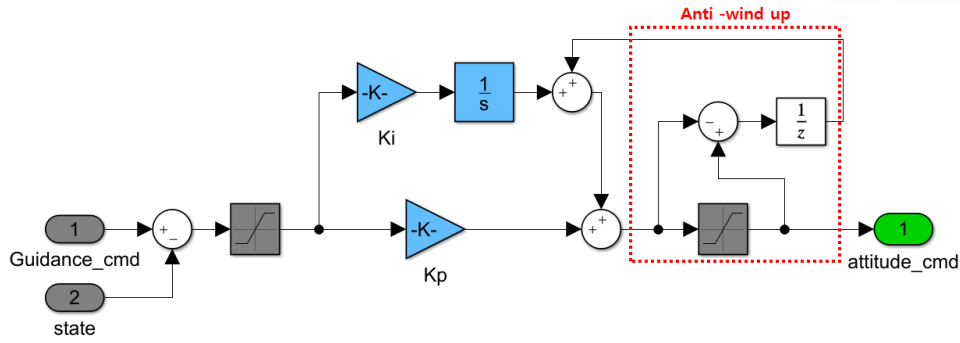 Anti -wind up
-K-
1
s
+
+
Ki
-
+
1
z
1
Guidance_cmd
+
-
-K-
Kp
+
+
1
attitude_cmd
2
state